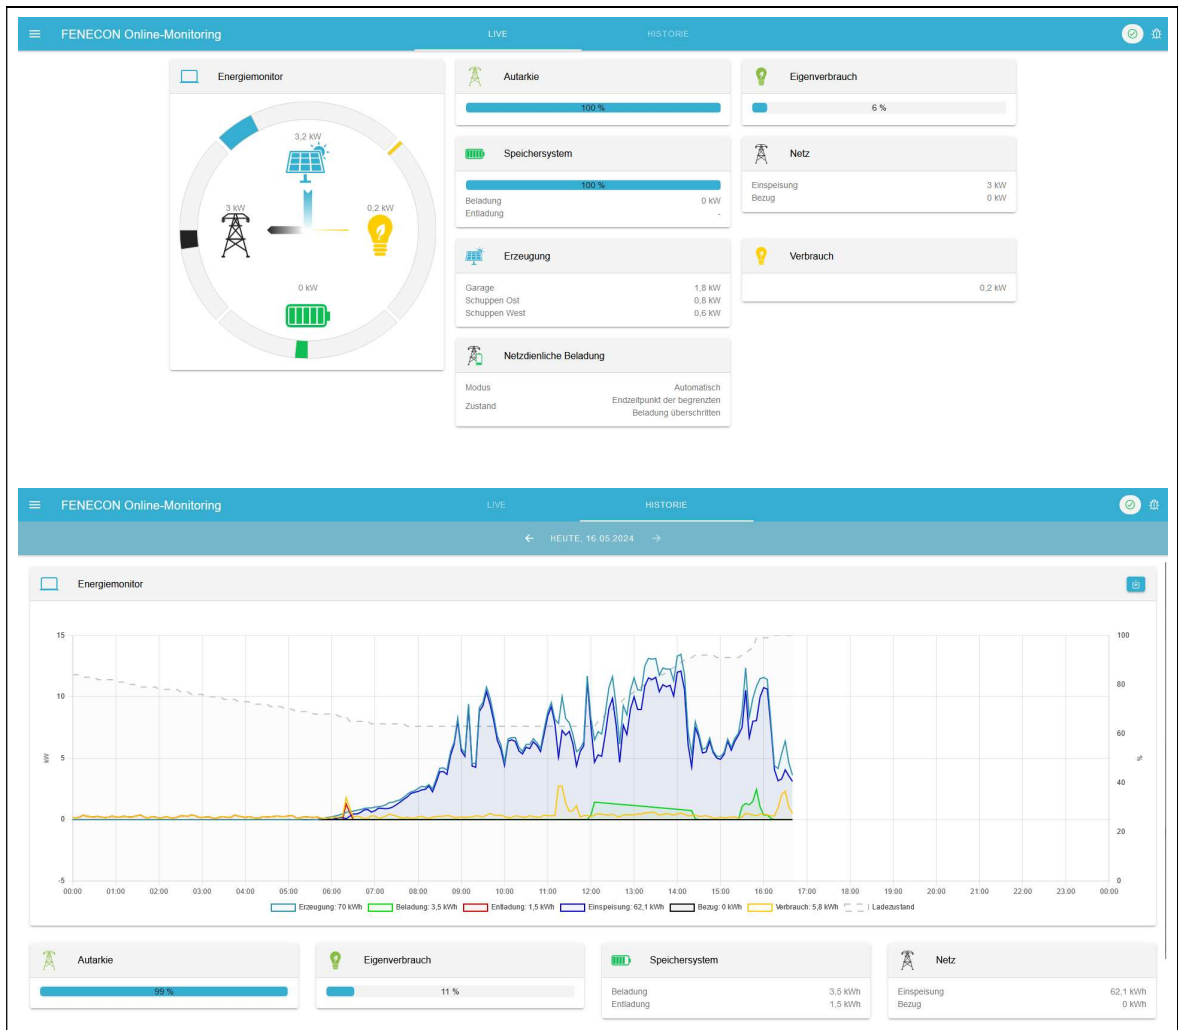 FENECON Online-Monitoring LIVE HISTORIE
Energiemonitor
3,2 kW
3 kW
0,2 kW
0 kW
Autarkie
100 %
Eigenverbrauch
6 %
Speichersystem
100 %
Beladung 0 kW
Entladung -
Netz
Einspeisung 3 kW
Bezug 0 kW
Erzeugung
Garage 1,8 kW
Schuppen Ost 0,8 kW
Schuppen West 0,6 kW
Verbrauch
0,2 kW
Netzdienliche Beladung
Modus Automatisch
Zustand Endzeitpunkt der begrenzten
Beladung überschritten
FENECON Online-Monitoring LIVE HISTORIE
HEUTE, 16.05.2024
Energiemonitor
15 100
80
10
60
kW 5 %
40
0
20
-5 0
00:00 01:00 02:00 03:00 04:00 05:00 06:00 07:00 08:00 09:00 10:00 11:00 12:00 13:00 14:00 15:00 16:00 17:00 18:00 19:00 20:00 21:00 22:00 23:00 00:00
Erzeugung: 70 kWh Beladung: 3,5 kWh Entladung: 1,5 kWh Einspeisung: 62,1 kWh Bezug: 0 kWh Verbrauch: 5,8 kWh Ladezustand
Autarkie
99 %
Eigenverbrauch
11 %
Speichersystem
Beladung 3,5 kWh
Entladung 1,5 kWh
Netz
Einspeisung 62,1 kWh
Bezug 0 kWh